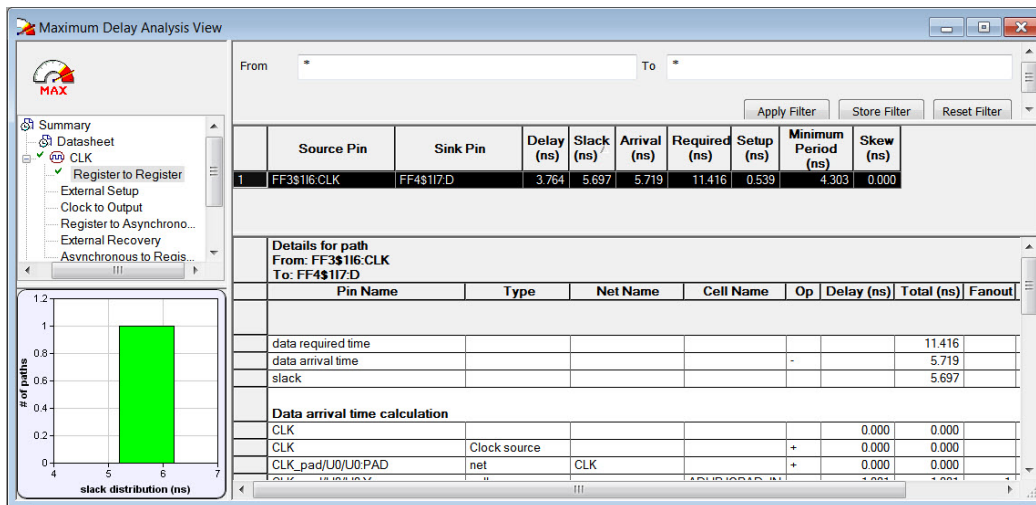 Maximum Delay Analysis View
MAX
From * To *
Apply Filter Store Filter Reset Filter
Summary
Datasheet
CLK
Register to Register
External Setup
Clock to Output
Register to Asynchrono...
External Recovery
Asynchronous to Regis...
Source Pin Sink Pin Delay (ns) Slack (ns) Arrival (ns) Required (ns) Setup (ns) Minimum Period (ns) Skew (ns)
1 FF3$1I6:CLK FF4$1I7:D 3.764 5.697 5.719 11.416 0.539 4.303 0.000
Details for path
From: FF3$1I6:CLK
To: FF4$1I7:D
Pin Name Type Net Name Cell Name Op Delay (ns) Total (ns) Fanout
data required time 11.416
data arrival time - 5.719
slack 5.697
Data arrival time calculation
CLK 0.000 0.000
CLK Clock source + 0.000 0.000
CLK_pad/U0/U0:PAD net CLK + 0.000 0.000
1.2
1
0.8
0.6
0.4
0.2
0
# of paths
4 5 6 7
slack distribution (ns)